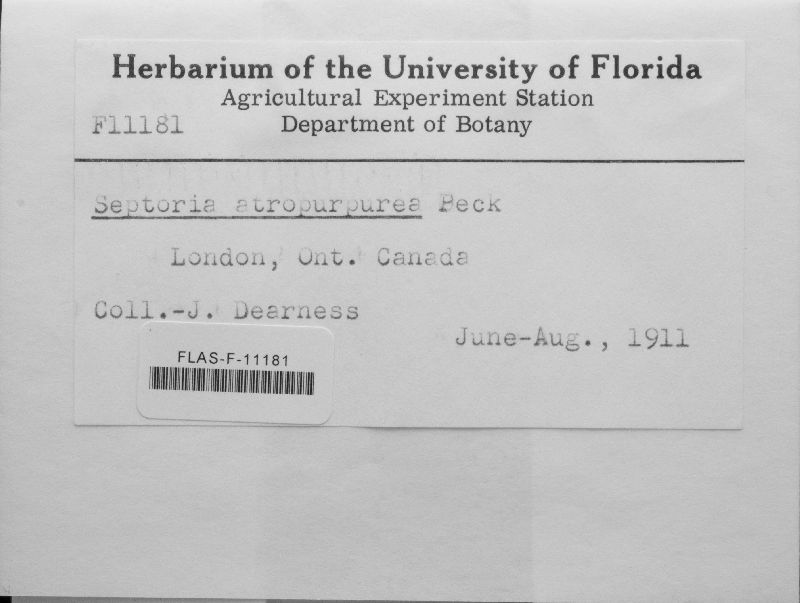 Herbarium of the University of Florida
Agricultural Experiment Station
F11181 Department of Botany
Septoria atropurpurea Peck
London, Ont. Canada
Coll.-J. Dearness
June-Aug., 1911
FLAS-F-11181